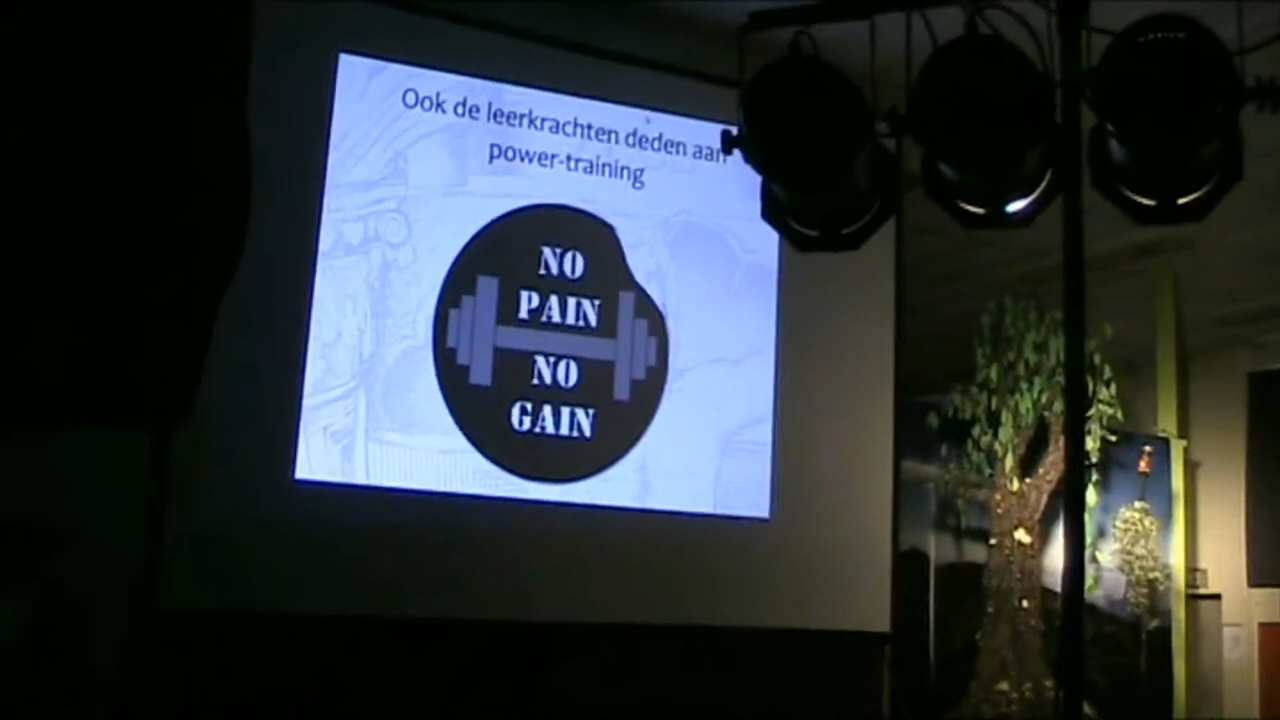 Ook de leerkrachten deden aan
power-training
NO
PAIN
NO
GAIN